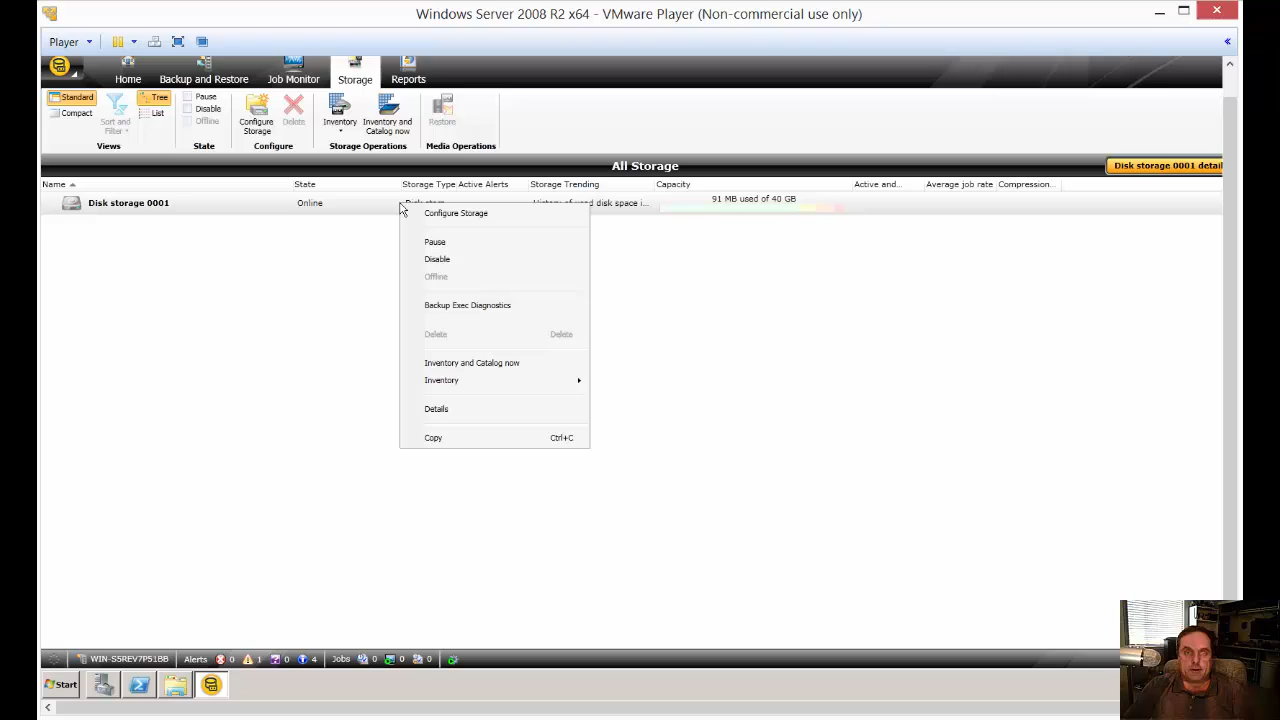 Windows Server 2008 R2 x64 - VMware Player (Non-commercial use only)
Player
Home Backup and Restore Job Monitor Storage Reports
Standard Compact Sort and Filter Tree List Pause Disable Offline Configure Storage Delete Inventory Inventory and Catalog now Restore
Views State Configure Storage Operations Media Operations
All Storage Disk storage 0001 detail
Name State Storage Type Active Alerts Storage Trending Capacity Active and... Average job rate Compression...
Disk storage 0001 Online History of used disk space i... 91 MB used of 40 GB
Configure Storage
Pause
Disable
Offline
Backup Exec Diagnostics
Delete Delete
Inventory and Catalog now
Inventory
Details
Copy Ctrl+C
WIN-S5REV7P51BB Alerts 0 1 0 4 Jobs 0 0 0
Start